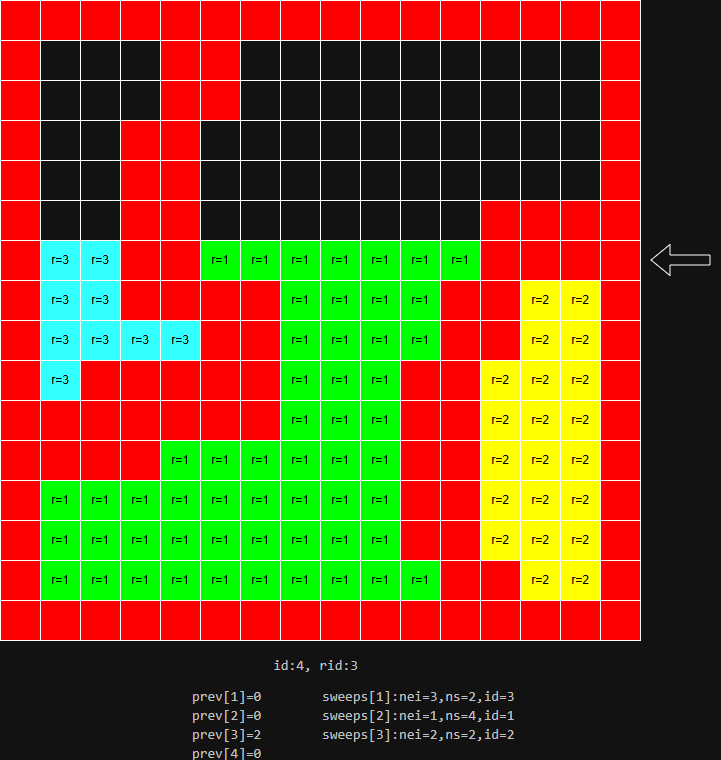 r=3 r=3 r=1 r=1 r=1 r=1 r=1 r=1 r=1
r=3 r=3 r=1 r=1 r=1 r=1 r=2 r=2
r=3 r=3 r=3 r=3 r=1 r=1 r=1 r=1 r=2 r=2
r=3 r=1 r=1 r=1 r=2 r=2 r=2
r=1 r=1 r=1 r=2 r=2 r=2
r=1 r=1 r=1 r=1 r=1 r=1 r=2 r=2 r=2
r=1 r=1 r=1 r=1 r=1 r=1 r=1 r=1 r=1 r=2 r=2 r=2
r=1 r=1 r=1 r=1 r=1 r=1 r=1 r=1 r=1 r=2 r=2 r=2
r=1 r=1 r=1 r=1 r=1 r=1 r=1 r=1 r=1 r=1 r=2 r=2
id:4, rid:3
prev[1]=0 sweeps[1]:nei=3,ns=2,id=3
prev[2]=0 sweeps[2]:nei=1,ns=4,id=1
prev[3]=2 sweeps[3]:nei=2,ns=2,id=2
prev[4]=0